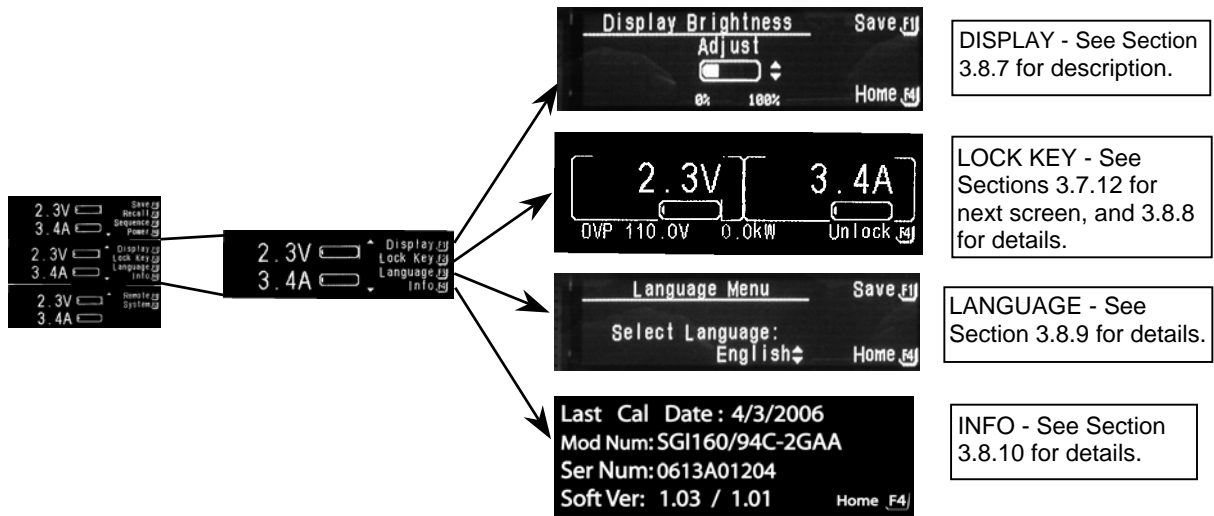 2.3V
Save F1
Recall F2
3.4A
Sequence F3
Power F4
2.3V
Display F1
Lock Key F2
3.4A
Language F3
Info F4
2.3V
Remote F1
System F2
3.4A
2.3V
Display F1
Lock Key F2
3.4A
Language F3
Info F4
Display Brightness
Save F1
Adjust
0%
100%
Home F4
DISPLAY - See Section
3.8.7 for description.
2.3V
3.4A
OVP 110.0V
0.0kW
Unlock F4
LOCK KEY - See
Sections 3.7.12 for
next screen, and 3.8.8
for details.
Language Menu
Save F1
Select Language:
English
Home F4
LANGUAGE - See
Section 3.8.9 for details.
Last Cal Date : 4/3/2006
Mod Num: SGI160/94C-2GAA
Ser Num: 0613A01204
Soft Ver: 1.03 / 1.01
Home F4
INFO - See Section
3.8.10 for details.